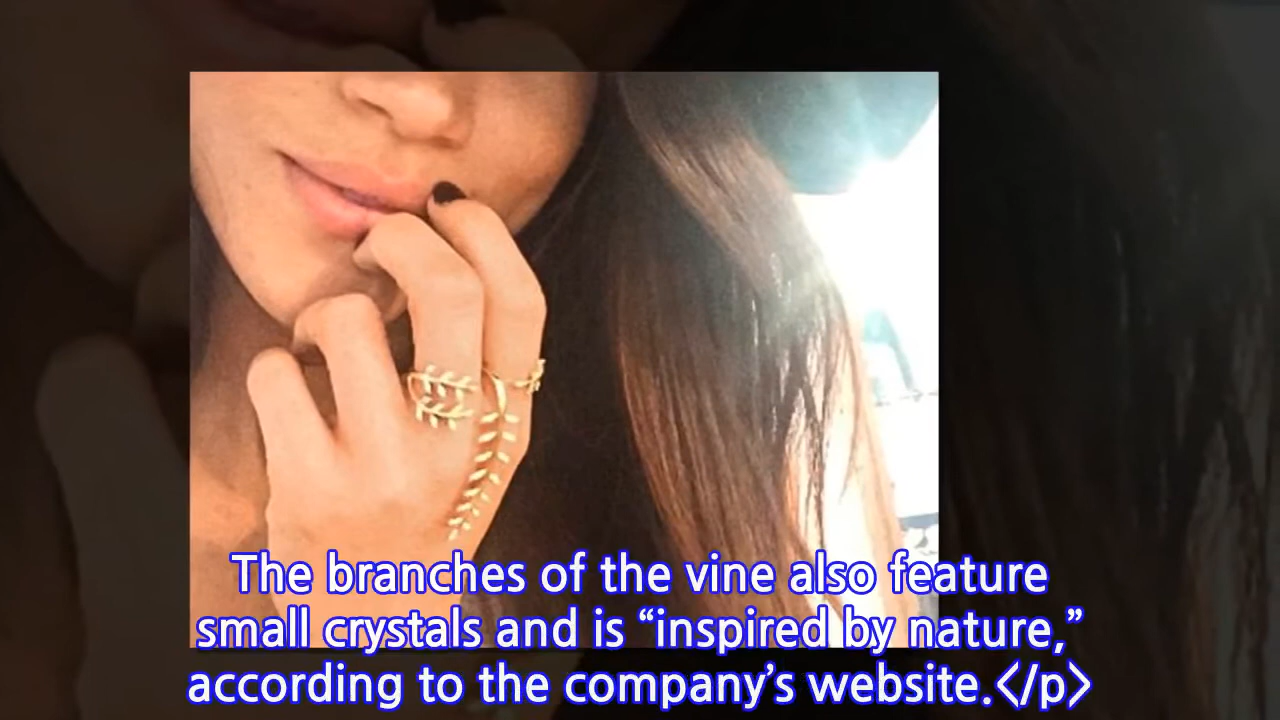 The branches of the vine also feature
small crystals and is “inspired by nature,”
according to the company’s website.</p>